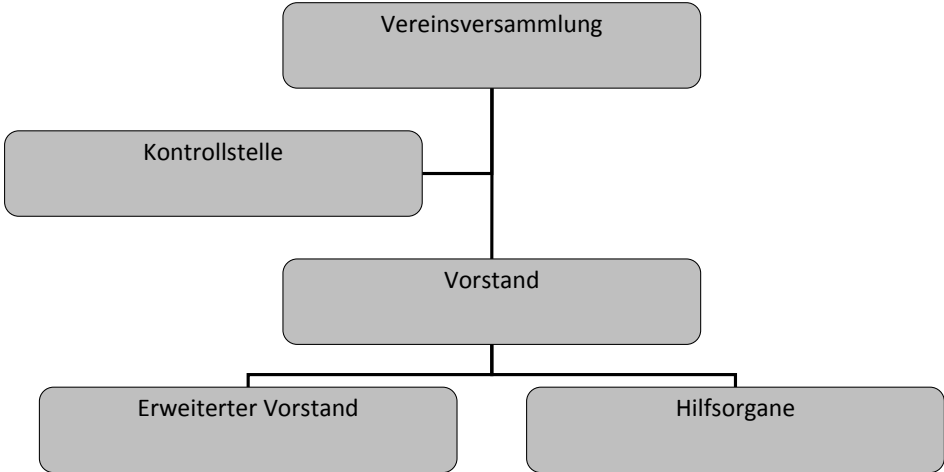 Vereinsversammlung
Kontrollstelle
Vorstand
Erweiterter Vorstand
Hilfsorgane